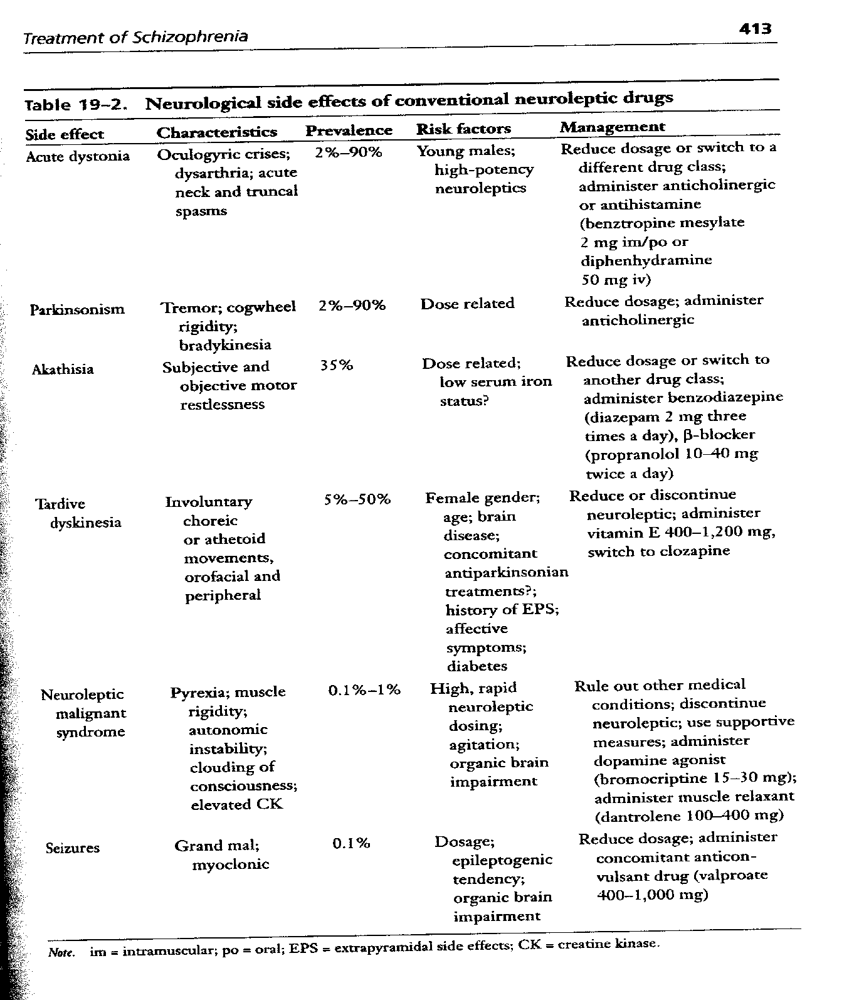 Treatment of Schizophrenia 413
Table 19–2. Neurological side effects of conventional neuroleptic drugs
Side effect Characteristics Prevalence Risk factors Management
Acute dystonia Oculogyric crises; 2%–90% Young males; Reduce dosage or switch to a
dysarthria; acute high-potency different drug class;
neck and truncal neuroleptics administer anticholinergic
spasms or antihistamine
(benztropine mesylate
2 mg im/po or
diphenhydramine
50 mg iv)
Parkinsonism Tremor; cogwheel 2%–90% Dose related Reduce dosage; administer
rigidity; anticholinergic
bradykinesia
Akathisia Subjective and 35% Dose related; Reduce dosage or switch to
objective motor low serum iron another drug class;
restlessness status? administer benzodiazepine
(diazepam 2 mg three
times a day), β-blocker
(propranolol 10–40 mg
twice a day)
Tardive Involuntary 5%–50% Female gender; Reduce or discontinue
dyskinesia choreic age; brain neuroleptic; administer
or athetoid disease; vitamin E 400–1,200 mg,
movements, concomitant switch to clozapine
orofacial and antiparkinsonian
peripheral treatments?;
history of EPS;
affective
symptoms;
diabetes
Neuroleptic Pyrexia; muscle 0.1%–1% High, rapid Rule out other medical
malignant rigidity; neuroleptic conditions; discontinue
syndrome autonomic dosing; neuroleptic; use supportive
instability; agitation; measures; administer
clouding of organic brain dopamine agonist
consciousness; impairment (bromocriptine 15–30 mg);
elevated CK administer muscle relaxant
(dantrolene 100–400 mg)
Seizures Grand mal; 0.1% Dosage; Reduce dosage; administer
myoclonic epileptogenic concomitant anticon-
tendency; vulsant drug (valproate
organic brain 400–1,000 mg)
impairment
Note. im = intramuscular; po = oral; EPS = extrapyramidal side effects; CK = creatine kinase.